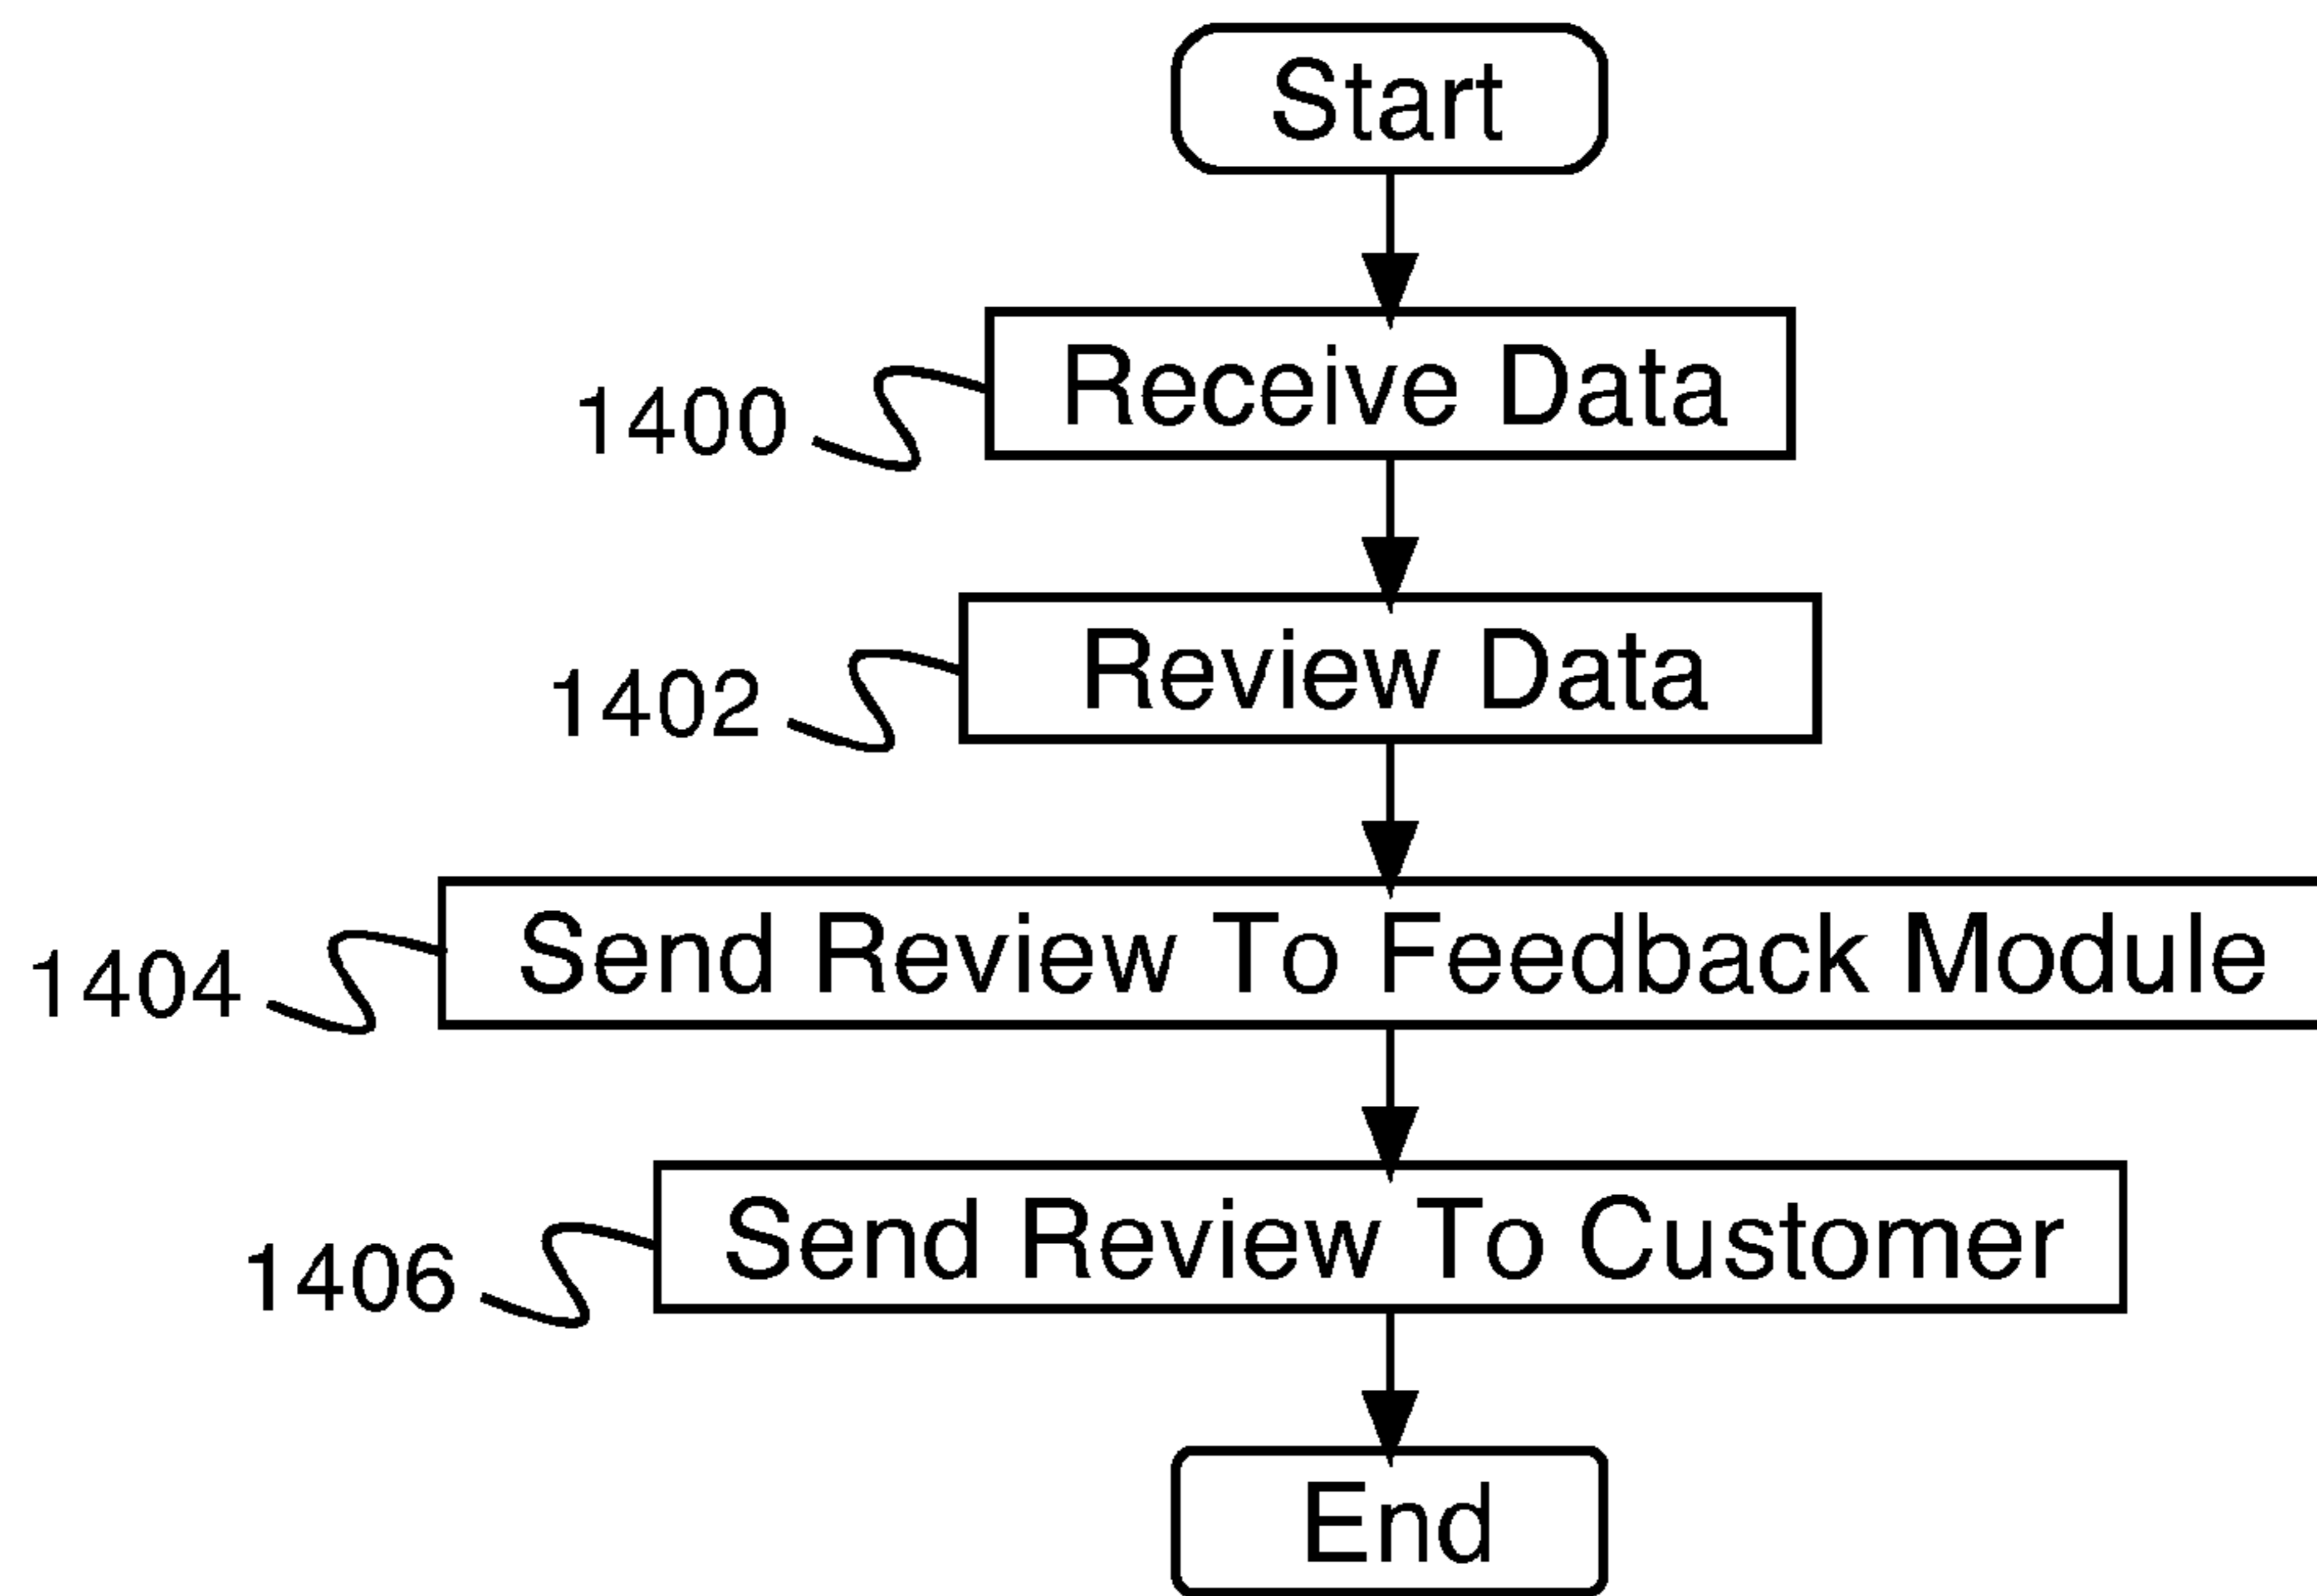 Start
Receive Data
1400
Review Data
1402
Send Review To Feedback Module
1404
Send Review To Customer
1406
End